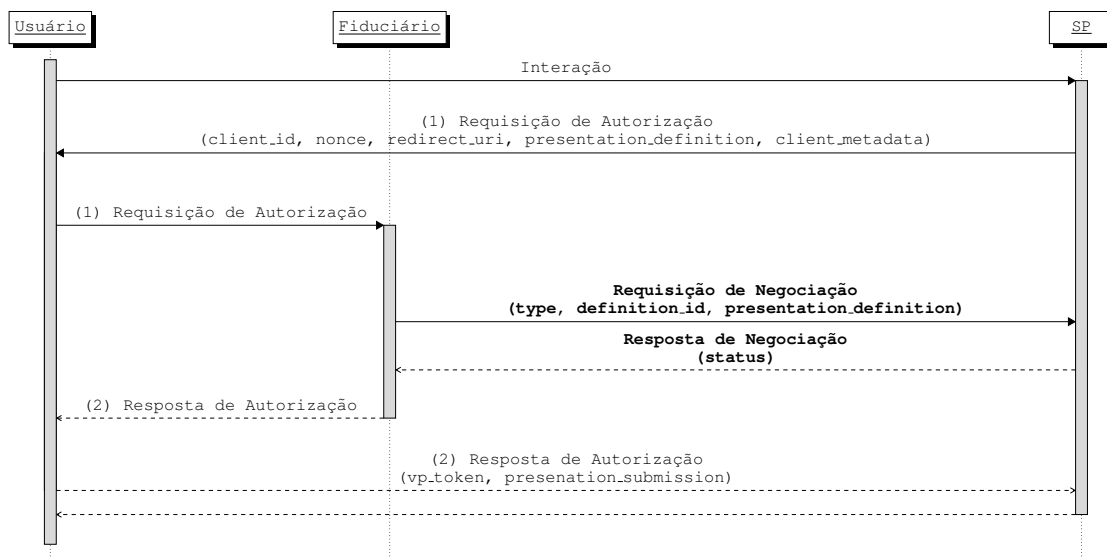 Usuário
Fiduciário
SP
Interação
(1) Requisição de Autorização
(client_id, nonce, redirect_uri, presentation_definition, client_metadata)
(1) Requisição de Autorização
Requisição de Negociação
(type, definition_id, presentation_definition)
Resposta de Negociação
(status)
(2) Resposta de Autorização
(2) Resposta de Autorização
(vp_token, presenation_submission)